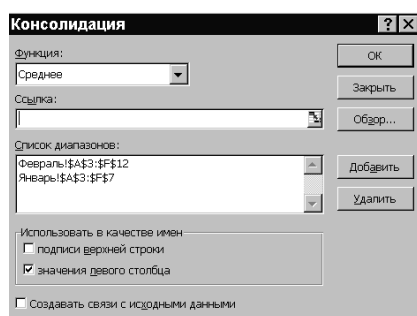 Консолидация
Функция:
Среднее
Ссылка:
Список диапазонов:
Февраль!$A$3:$F$12
Январь!$A$3:$F$7
Использовать в качестве имен
подписи верхней строки
значения левого столбца
Создавать связи с исходными данными
ОК
Закрыть
Обзор...
Добавить
Удалить